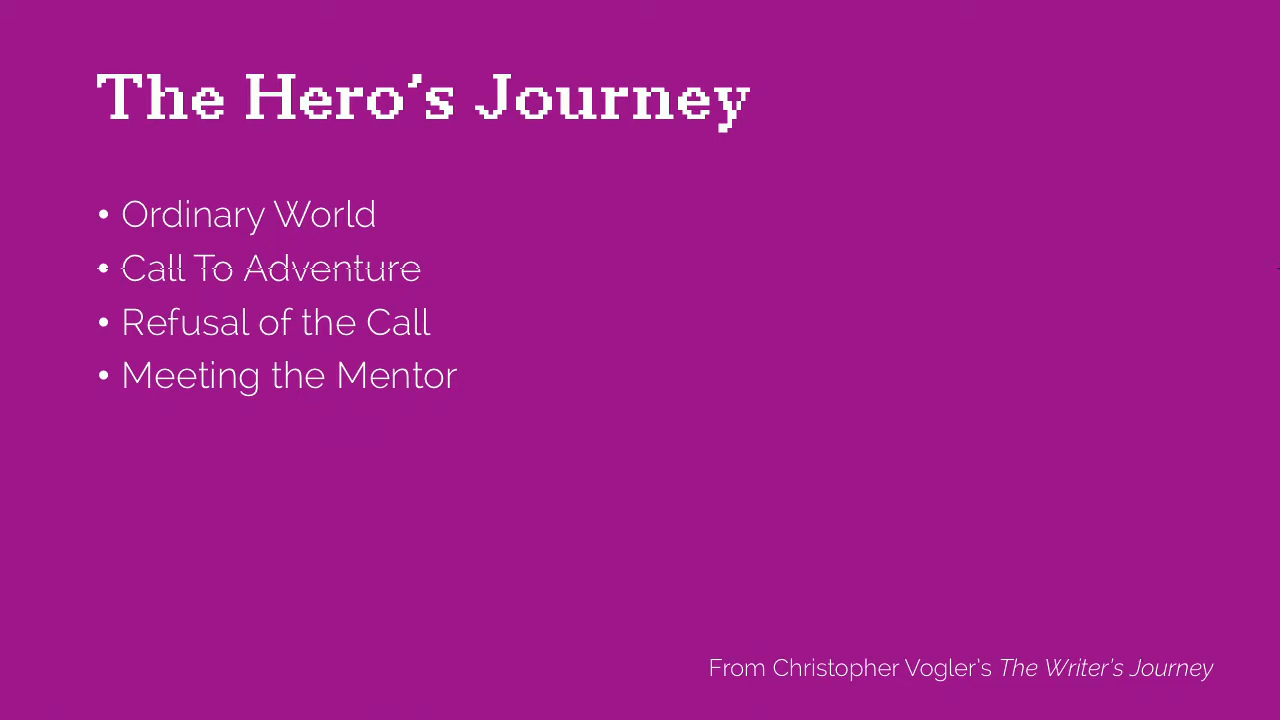 The Hero's Journey
• Ordinary World
• Call To Adventure
• Refusal of the Call
• Meeting the Mentor
From Christopher Vogler's The Writer's Journey